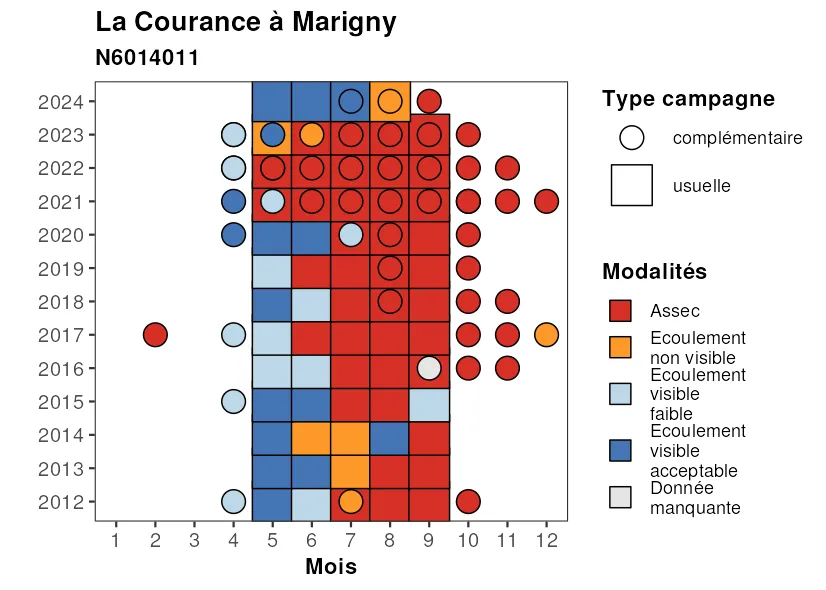 La Courance à Marigny
N6014011
2024
2023
2022
2021
2020
2019
2018
2017
2016
2015
2014
2013
2012
1 2 3 4 5 6 7 8 9 10 11 12
Mois
Type campagne
complémentaire
usuelle
Modalités
Assec
Ecoulement
non visible
Ecoulement
visible
faible
Ecoulement
visible
acceptable
Donnée
manquante